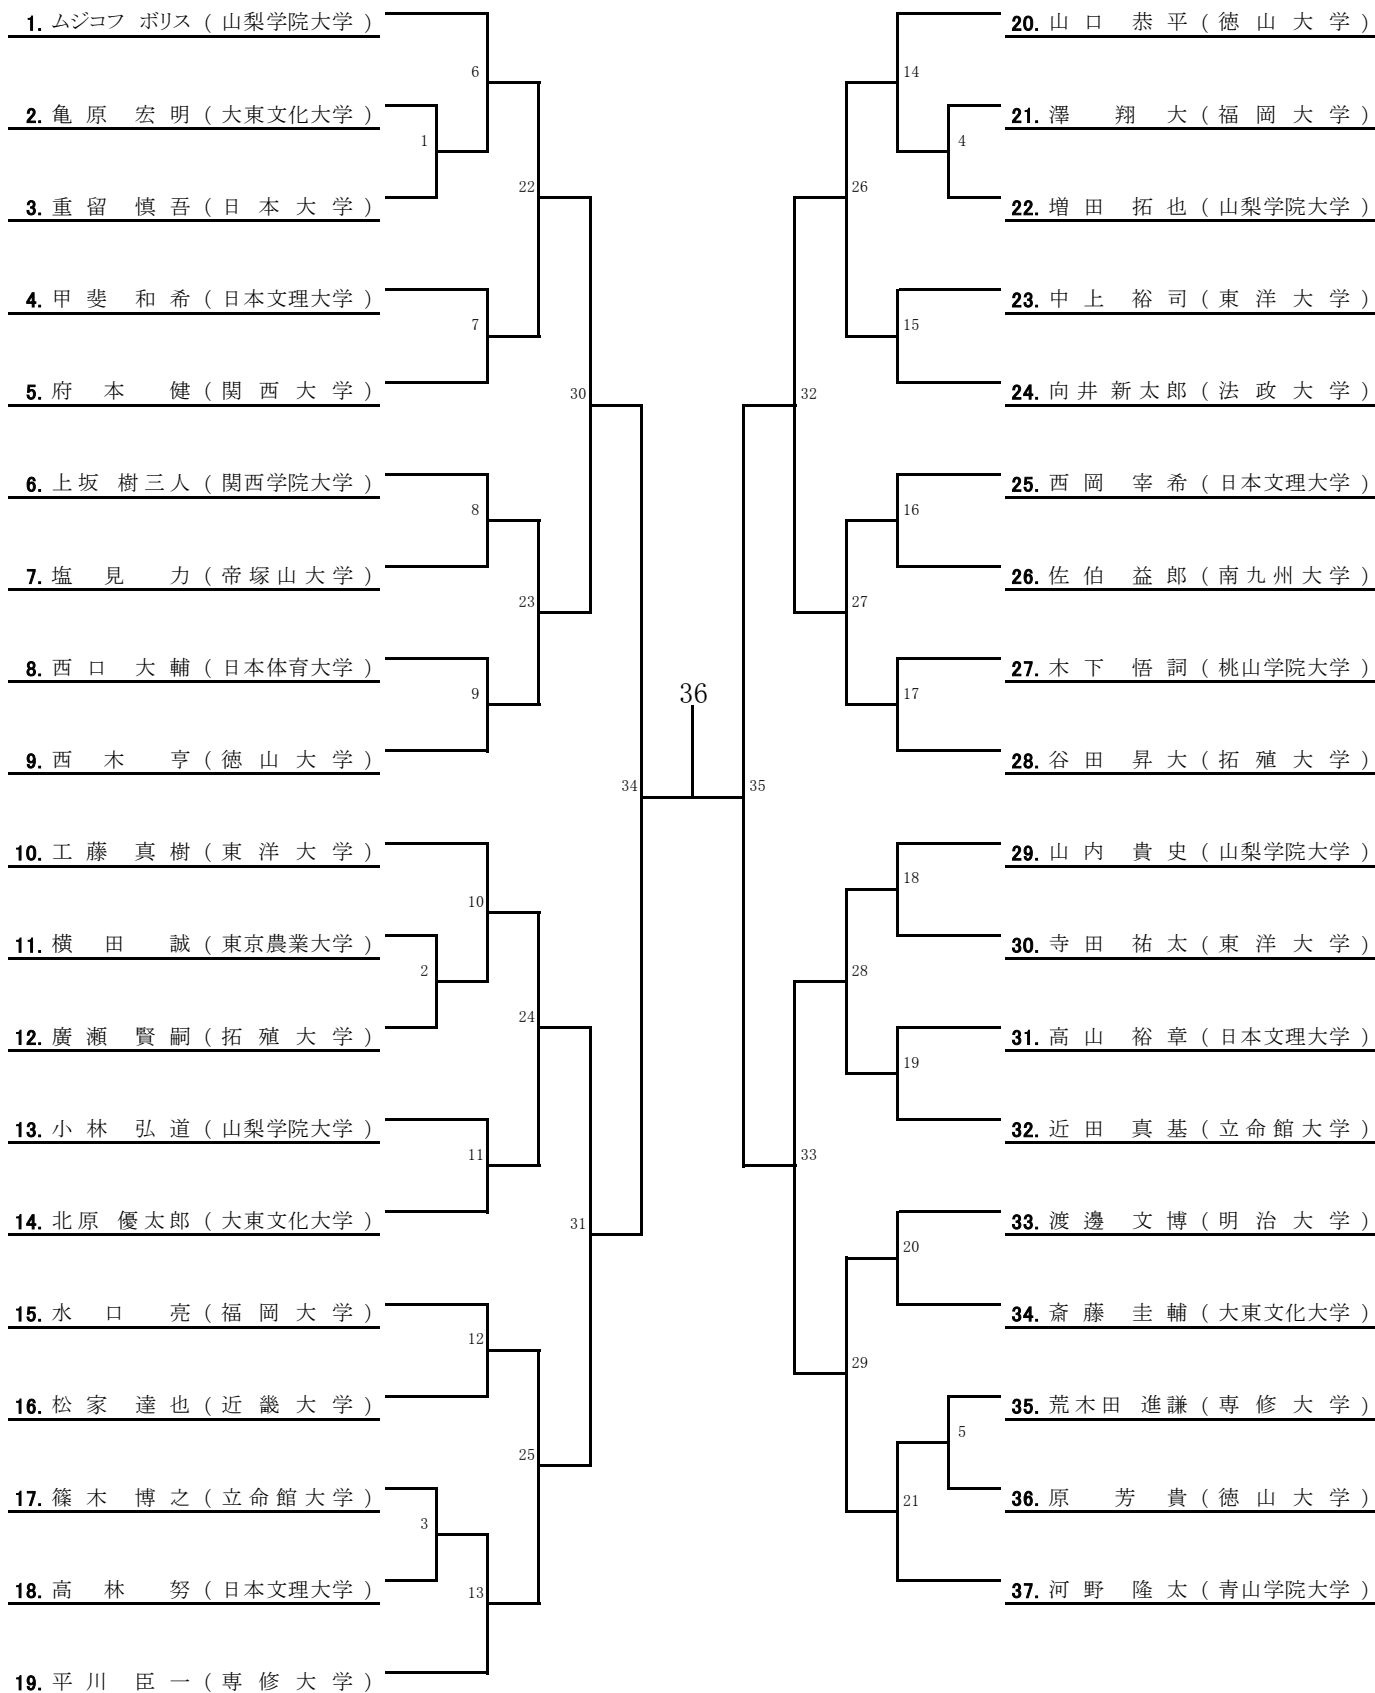 1. ムジコフ ボリス ( 山梨学院大学 )
6
2. 亀原 宏明 ( 大東文化大学 )
1
3. 重留 慎吾 ( 日本大学 )
22
4. 甲斐 和希 ( 日本文理大学 )
7
5. 府本 健 ( 関西大学 )
30
6. 上坂 樹三人 ( 関西学院大学 )
8
7. 塩見 力 ( 帝塚山大学 )
23
8. 西口 大輔 ( 日本体育大学 )
9
9. 西木 亨 ( 徳山大学 )
34
10. 工藤 真樹 ( 東洋大学 )
10
11. 横田 誠 ( 東京農業大学 )
2
12. 廣瀬 賢嗣 ( 拓殖大学 )
24
13. 小林 弘道 ( 山梨学院大学 )
11
14. 北原 優太郎 ( 大東文化大学 )
31
15. 水口 亮 ( 福岡大学 )
12
16. 松家 達也 ( 近畿大学 )
25
17. 篠木 博之 ( 立命館大学 )
3
18. 高林 努 ( 日本文理大学 )
13
19. 平川 臣一 ( 専修大学 )
36
20. 山口 恭平 ( 徳山大学 )
14
21. 澤 翔大 ( 福岡大学 )
4
22. 増田 拓也 ( 山梨学院大学 )
26
23. 中上 裕司 ( 東洋大学 )
15
24. 向井 新太郎 ( 法政大学 )
32
25. 西岡 宰希 ( 日本文理大学 )
16
26. 佐伯 益郎 ( 南九州大学 )
27
27. 木下 悟詞 ( 桃山学院大学 )
17
28. 谷田 昇大 ( 拓殖大学 )
35
29. 山内 貴史 ( 山梨学院大学 )
18
30. 寺田 祐太 ( 東洋大学 )
28
31. 高山 裕章 ( 日本文理大学 )
19
32. 近田 真基 ( 立命館大学 )
33
33. 渡邊 文博 ( 明治大学 )
20
34. 斎藤 圭輔 ( 大東文化大学 )
29
35. 荒木田 進謙 ( 専修大学 )
5
36. 原 芳貴 ( 徳山大学 )
21
37. 河野 隆太 ( 青山学院大学 )